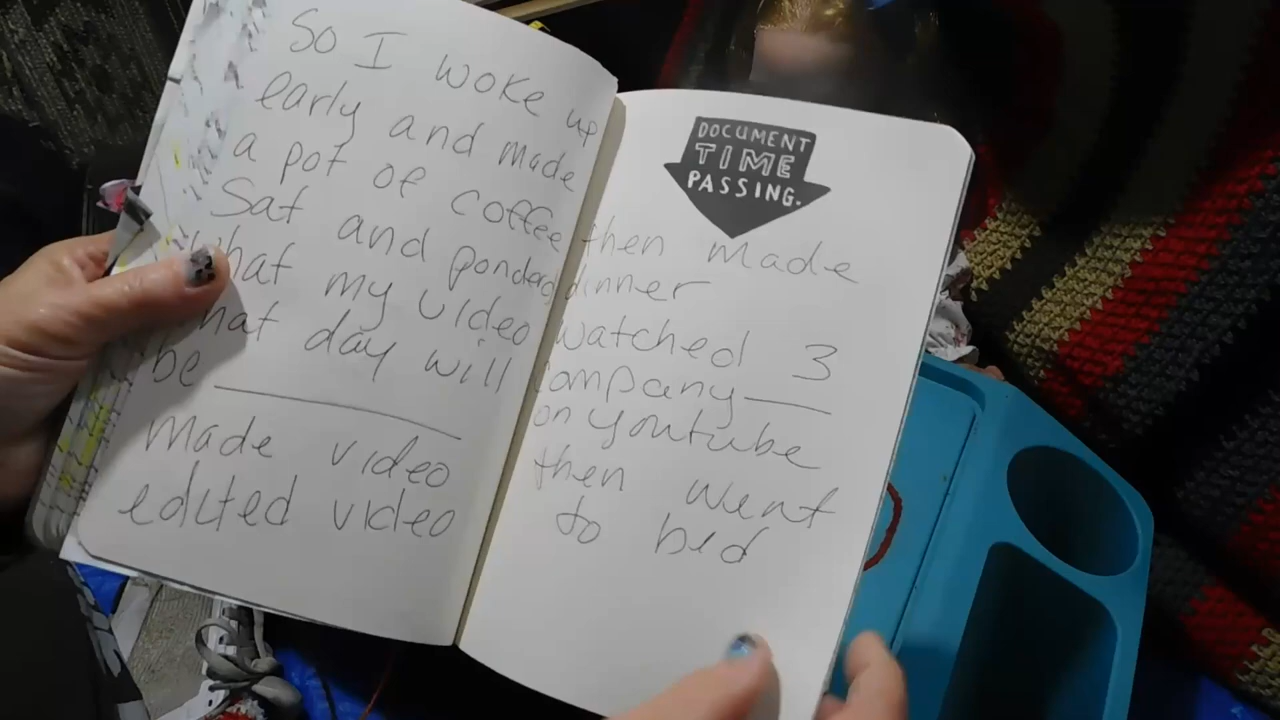 So I woke up
early and made
a pot of coffee
Sat and ponderd
what my video
that day will
be
made video
edited video
DOCUMENT
TIME
PASSING.
then made
dinner
watched 3
company
on youtube
then went
to bed